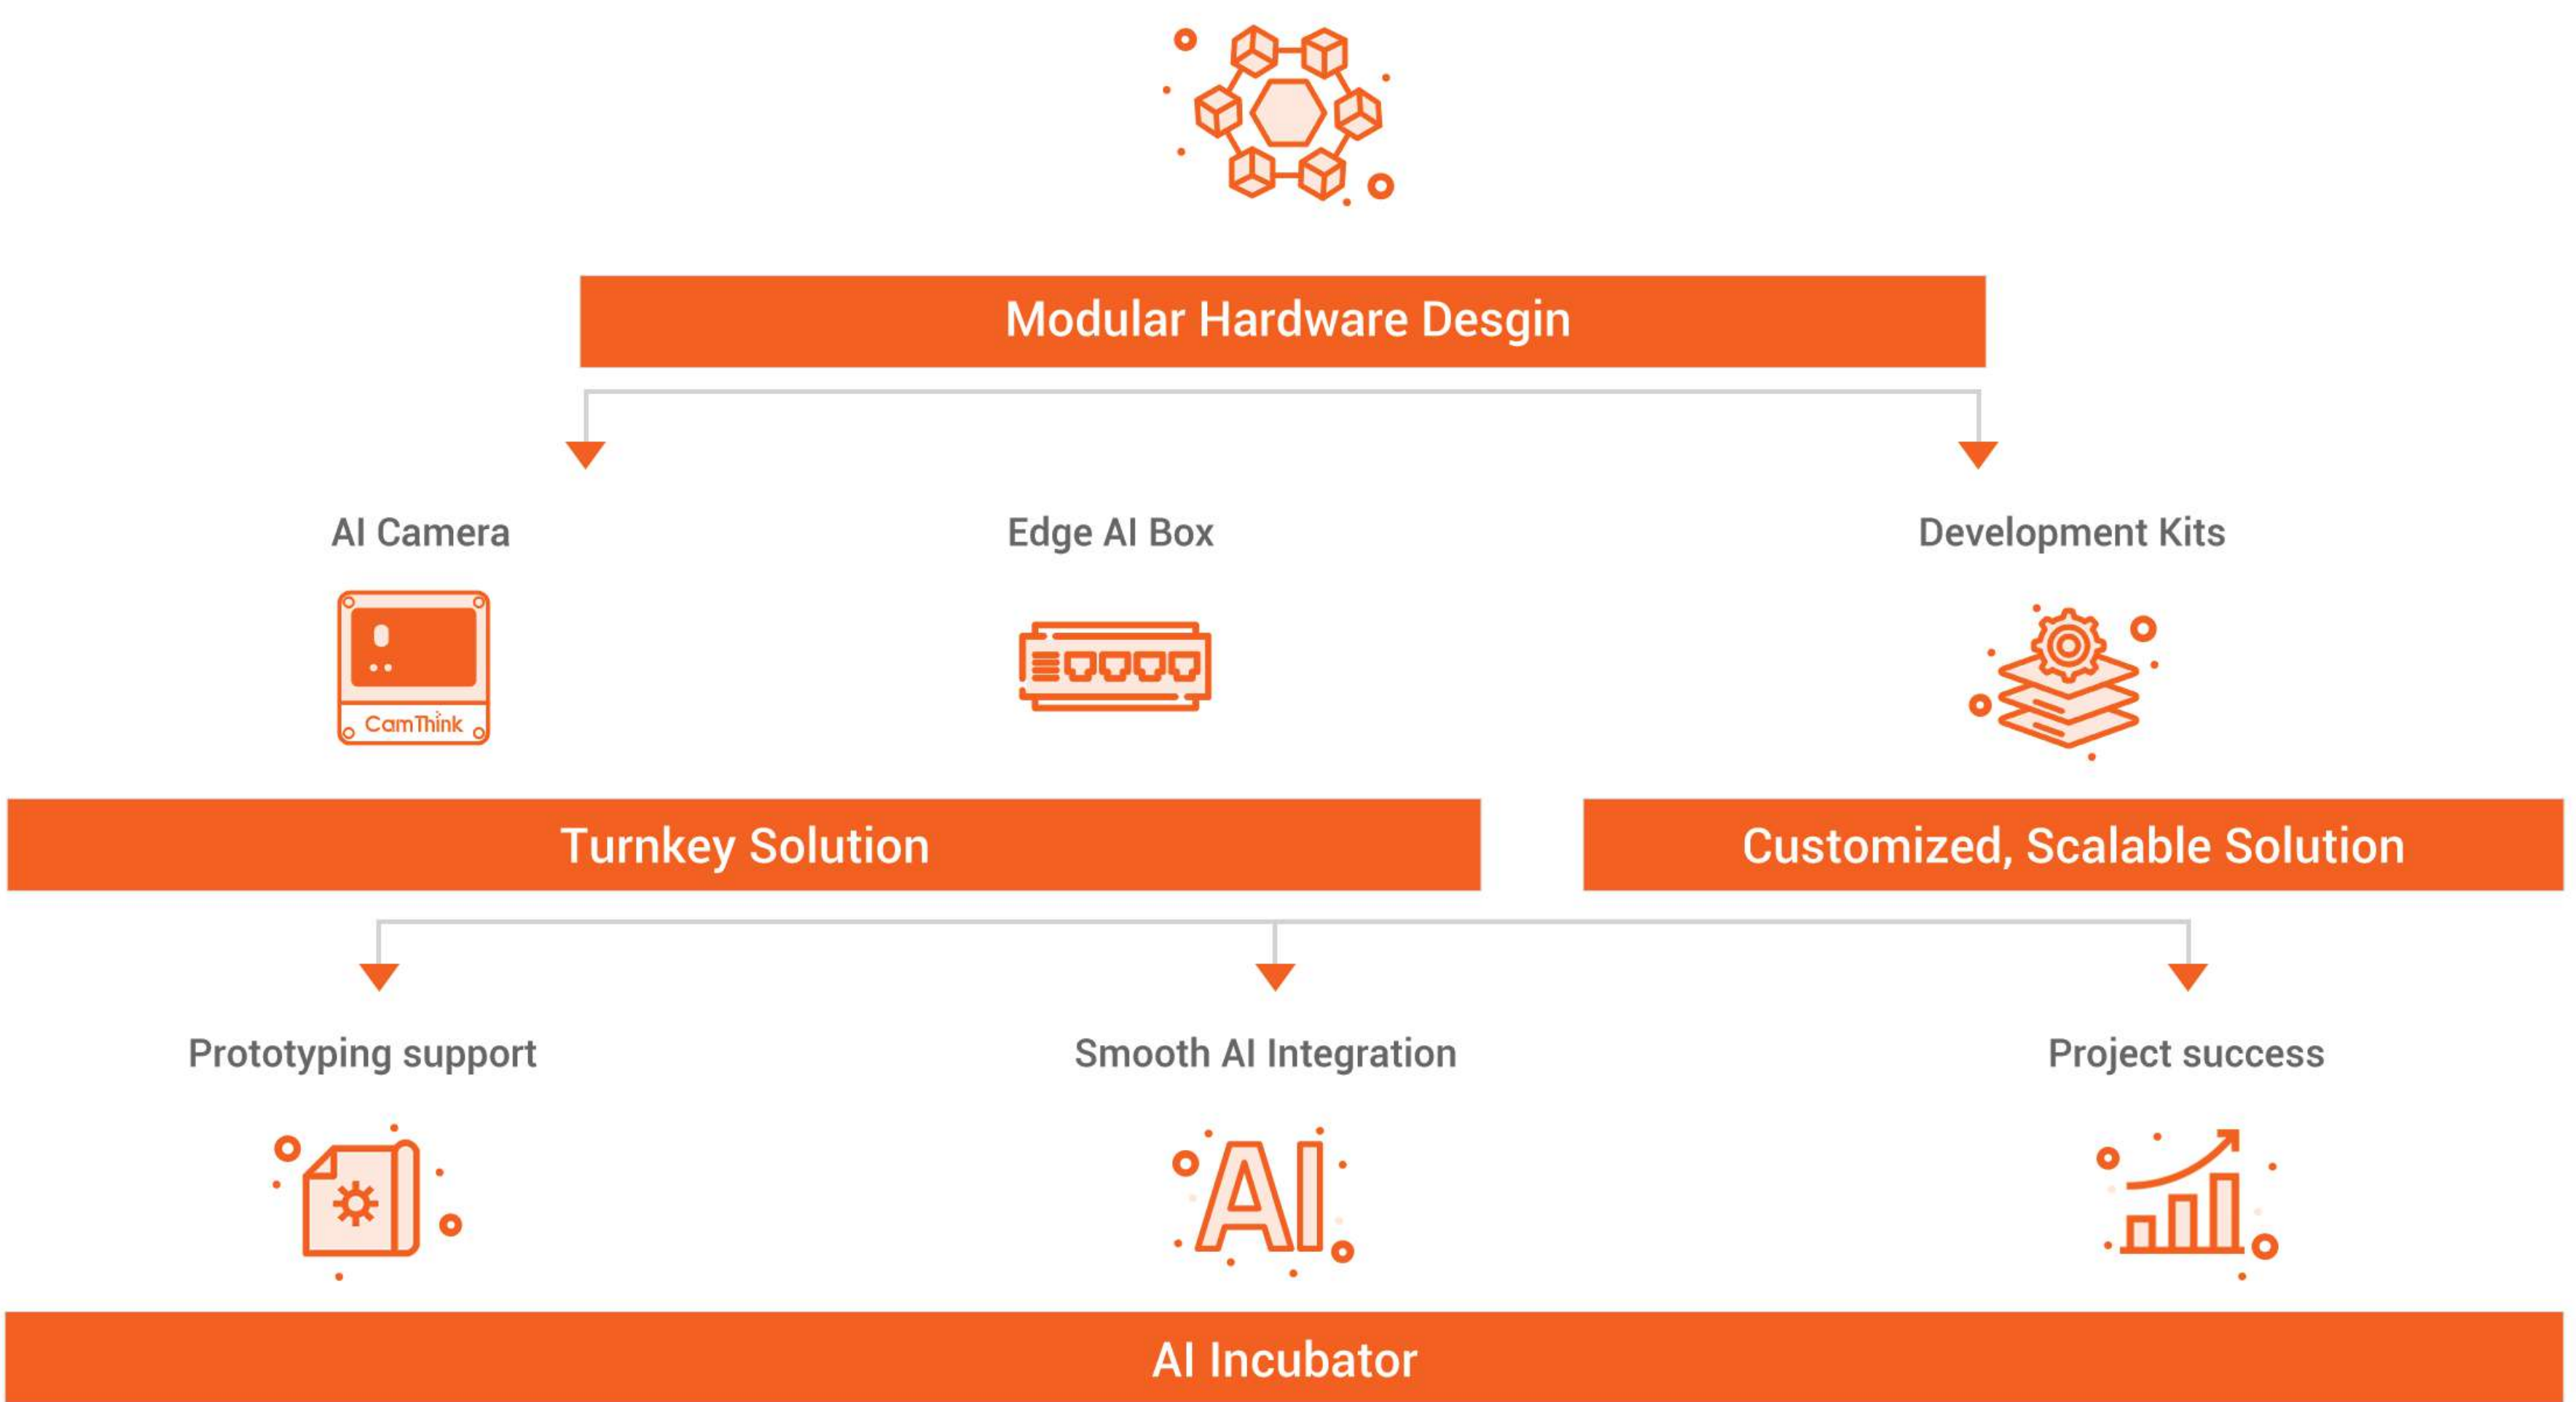 Modular Hardware Desgin
AI Camera
Edge AI Box
Development Kits
CamThink
Turnkey Solution
Customized, Scalable Solution
Prototyping support
Smooth AI Integration
Project success
AI
AI Incubator